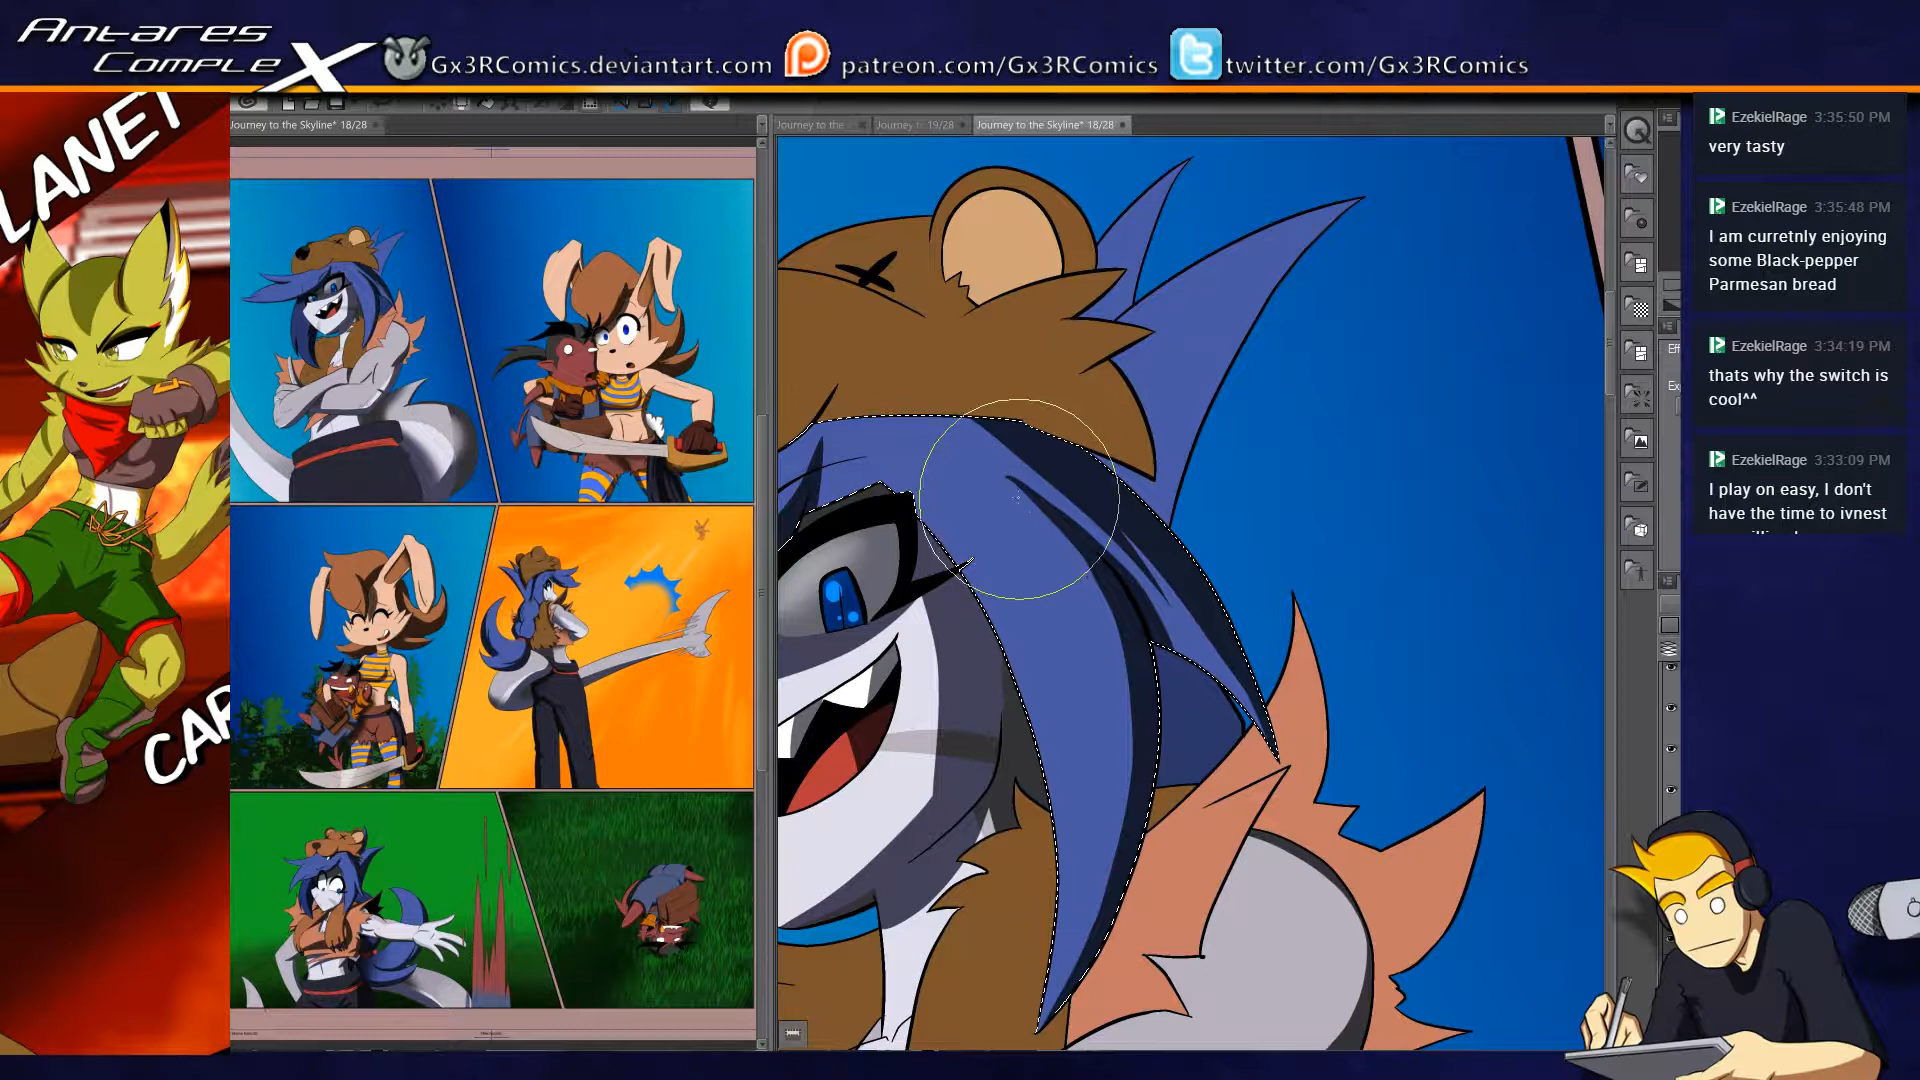 Antares
CompleX
Gx3RComics.deviantart.com
patreon.com/Gx3RComics
twitter.com/Gx3RComics
PLANET
Journey to the Skyline* 18/28
Journey to the
Journey to 19/28
Journey to the Skyline* 18/28
EzekielRage 3:35:50 PM
very tasty
EzekielRage 3:35:48 PM
I am curretnly enjoying
some Black-pepper
Parmesan bread
EzekielRage 3:34:19 PM
thats why the switch is
cool^^
EzekielRage 3:33:09 PM
I play on easy, I don't
have the time to ivnest